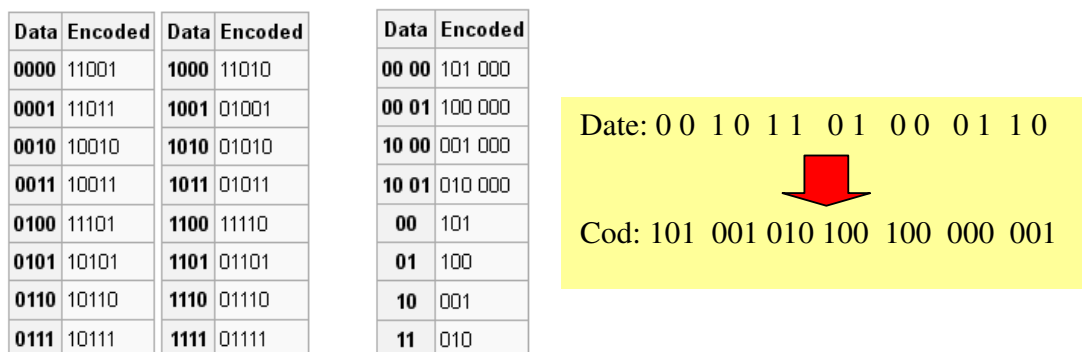 Data Encoded Data Encoded Data Encoded
0000 11001 1000 11010 00 00 101 000
0001 11011 1001 01001 00 01 100 000
0010 10010 1010 01010 10 00 001 000
0011 10011 1011 01011 10 01 010 000
0100 11101 1100 11110 00 101
0101 10101 1101 01101 01 100
0110 10110 1110 01110 10 001
0111 10111 1111 01111 11 010
Date: 0 0 1 0 1 1 0 1 0 0 0 1 1 0
Cod: 101 001 010 100 100 000 001